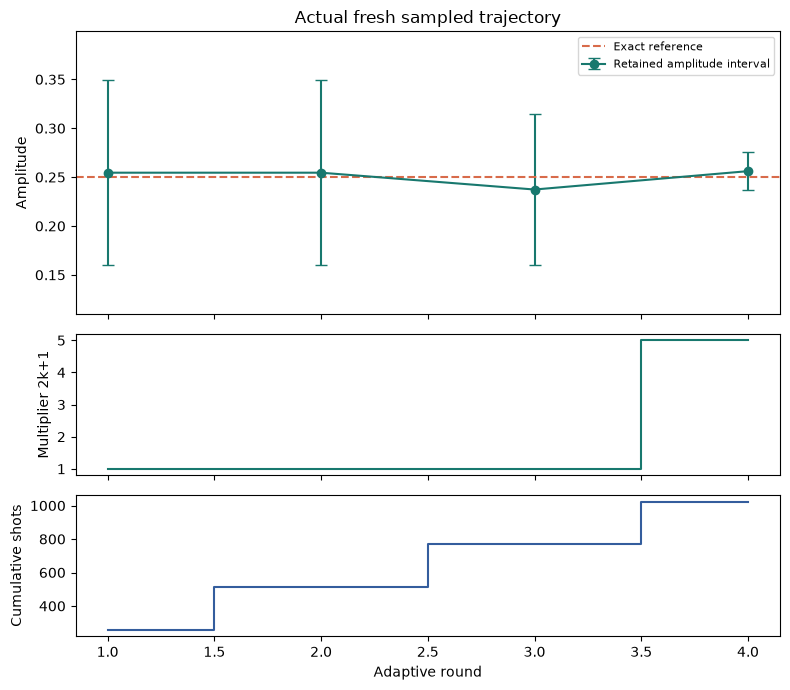 Actual fresh sampled trajectory
Exact reference
Retained amplitude interval
Amplitude
0.35
0.30
0.25
0.20
0.15
Multiplier 2k+1
5
4
3
2
1
Cumulative shots
1000
800
600
400
1.0 1.5 2.0 2.5 3.0 3.5 4.0
Adaptive round